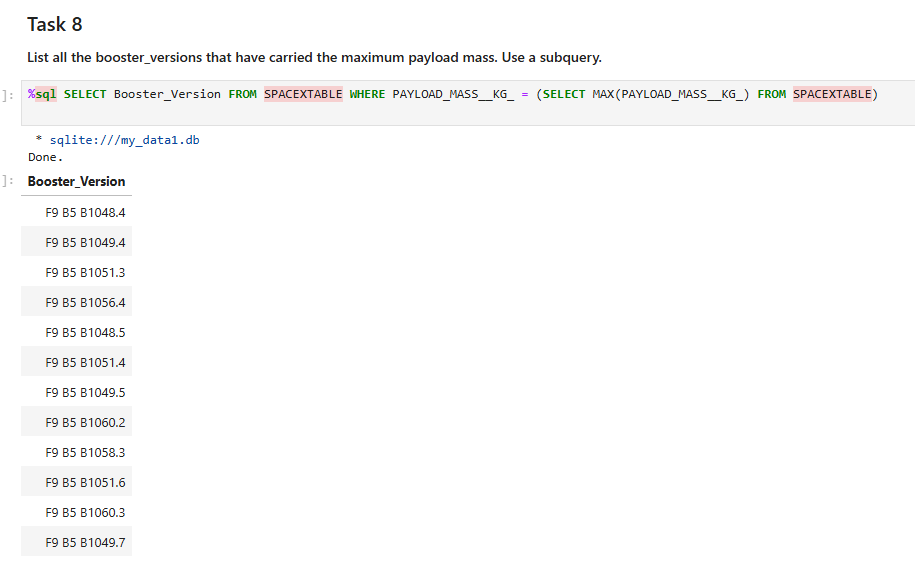 Task 8
List all the booster_versions that have carried the maximum payload mass. Use a subquery.
]: %sql SELECT Booster_Version FROM SPACEXTABLE WHERE PAYLOAD_MASS__KG_ = (SELECT MAX(PAYLOAD_MASS__KG_) FROM SPACEXTABLE)
* sqlite:///my_data1.db
Done.
]: Booster_Version
F9 B5 B1048.4
F9 B5 B1049.4
F9 B5 B1051.3
F9 B5 B1056.4
F9 B5 B1048.5
F9 B5 B1051.4
F9 B5 B1049.5
F9 B5 B1060.2
F9 B5 B1058.3
F9 B5 B1051.6
F9 B5 B1060.3
F9 B5 B1049.7